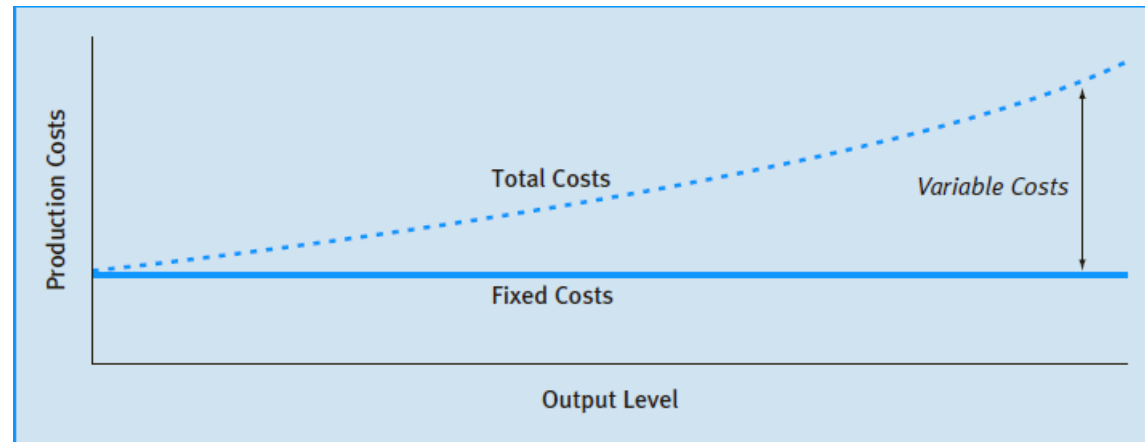 Production Costs
Total Costs
Variable Costs
Fixed Costs
Output Level